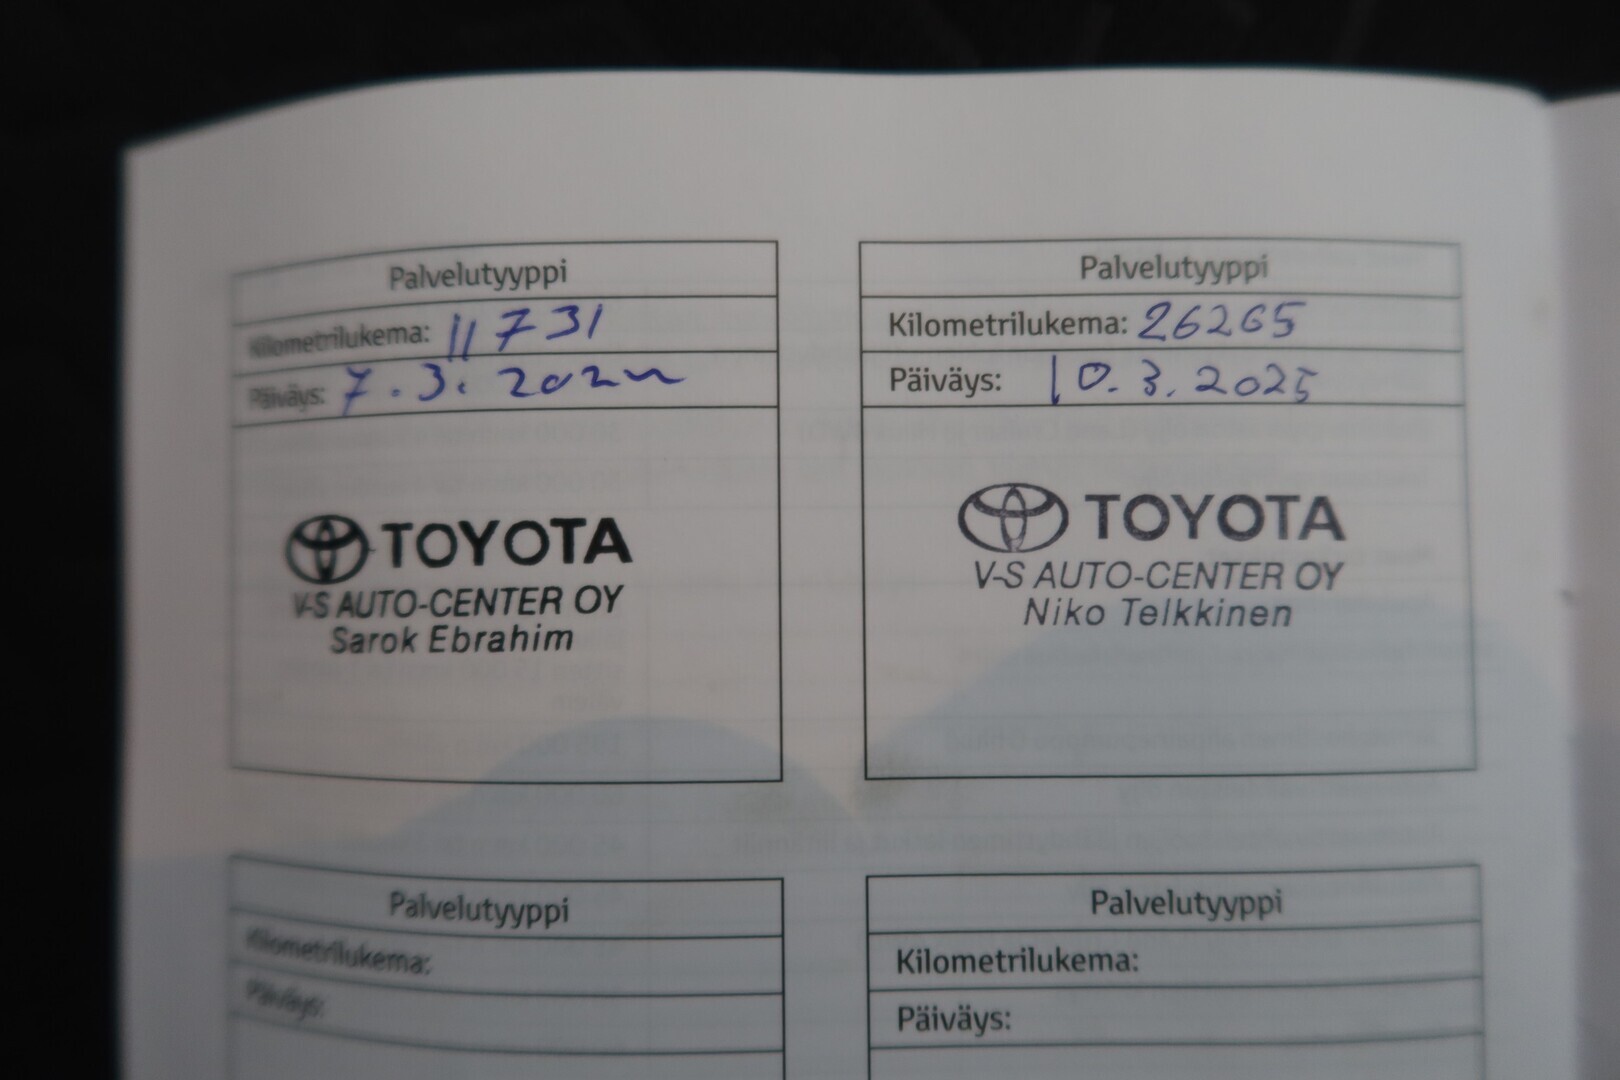 Palvelutyyppi
Kilometrilukema: 11731
Päiväys: 7.3.202
TOYOTA
V-S AUTO-CENTER OY
Sarok Ebrahim
Palvelutyyppi
Kilometrilukema: 26265
Päiväys: 10.3.2025
TOYOTA
V-S AUTO-CENTER OY
Niko Telkkinen
Palvelutyyppi
Kilometrilukema:
Päiväys:
Palvelutyyppi
Kilometrilukema:
Päiväys: